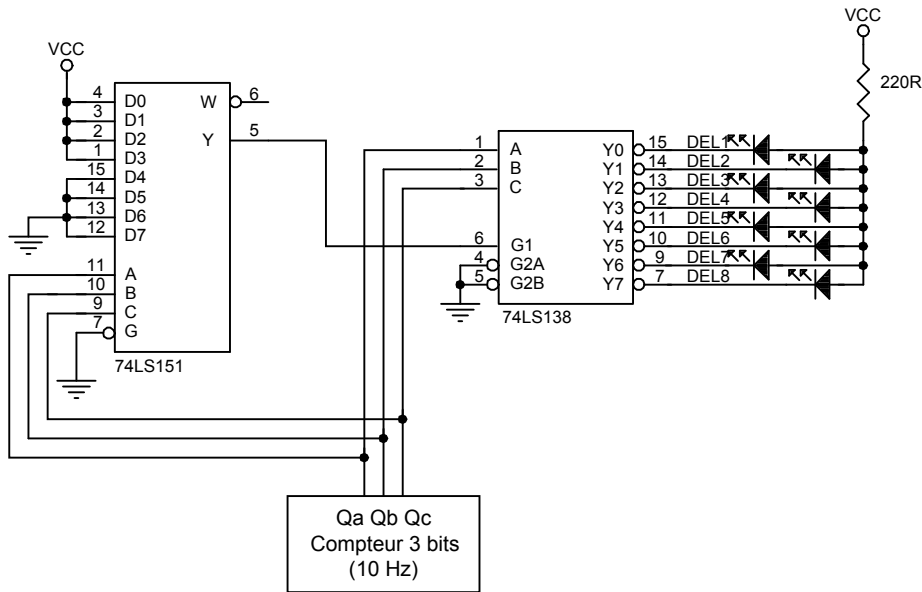 VCC
220R
VCC
4 D0 W 6
3 D1
2 D2 Y 5
1 D3
15 D4
14 D5
13 D6
12 D7
11 A
10 B
9 C
7 G
74LS151
1 A Y0 15 DEL1
2 B Y1 14 DEL2
3 C Y2 13 DEL3
Y3 12 DEL4
Y4 11 DEL5
6 G1 Y5 10 DEL6
4 G2A Y6 9 DEL7
5 G2B Y7 7 DEL8
74LS138
Qa Qb Qc
Compteur 3 bits
(10 Hz)